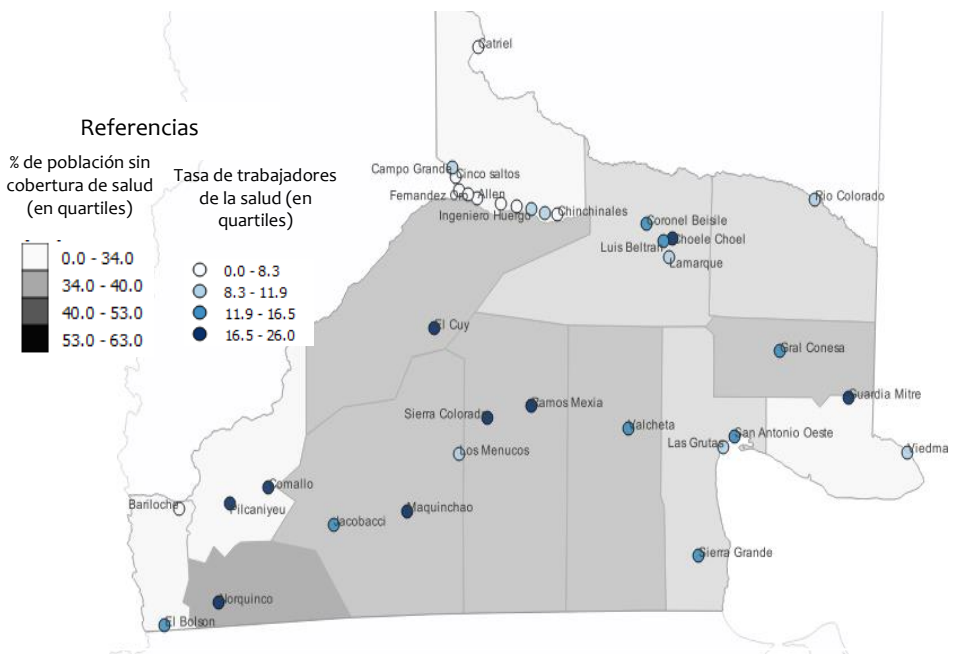 Catriel
Referencias
% de población sin
cobertura de salud
(en quartiles)
0.0 - 34.0
34.0 - 40.0
40.0 - 53.0
53.0 - 63.0
Tasa de trabajadores
de la salud (en
quartiles)
0.0 - 8.3
8.3 - 11.9
11.9 - 16.5
16.5 - 26.0
Campo Grande
Cinco saltos
Fernandez Oro
Allen
Ingeniero Huergo
Chinchinales
Rio Colorado
Coronel Beisile
Luis Beltran
Choele Choel
Lamarque
El Cuy
Gral Conesa
Guardia Mitre
Sierra Colorada
Ramos Mexia
Valcheta
Las Grutas
San Antonio Oeste
Viedma
Los Menucos
Comallo
Bariloche
Pilcaniyeu
Maquinchao
Jacobacci
Sierra Grande
Norquinco
El Bolson